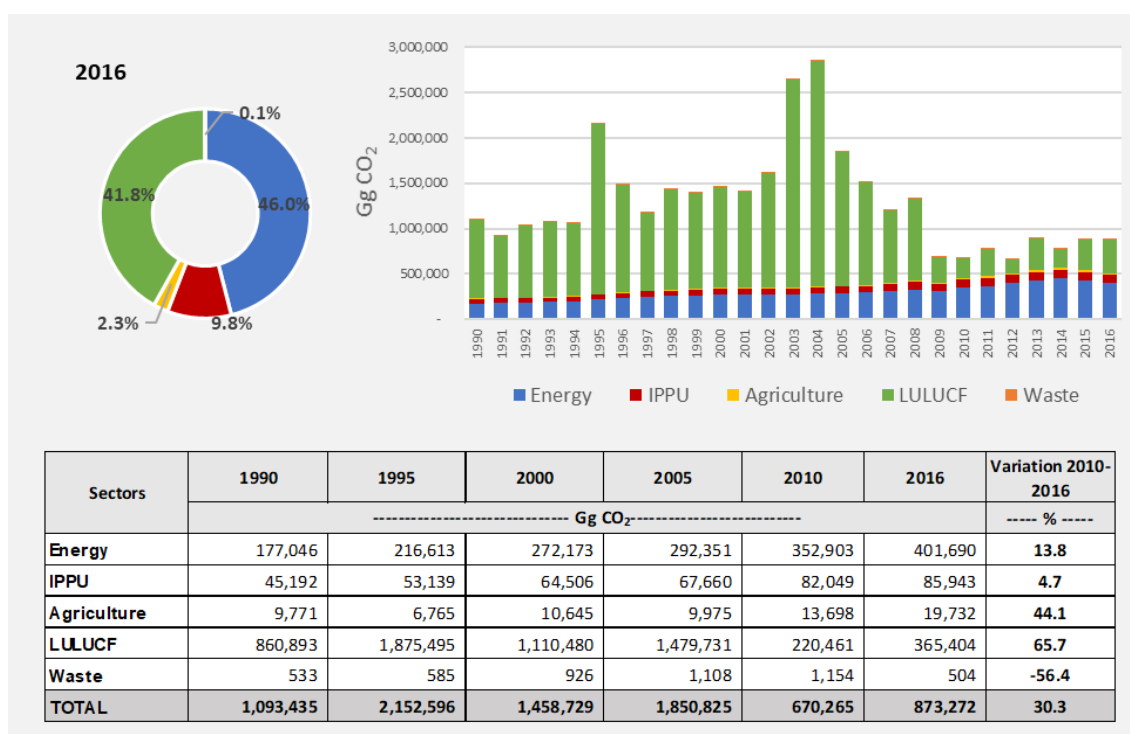 2016
0.1%
41.8%
46.0%
2.3%
9.8%
Gg CO₂
3,000,000
2,500,000
2,000,000
1,500,000
1,000,000
500,000
-
1990 1991 1992 1993 1994 1995 1996 1997 1998 1999 2000 2001 2002 2003 2004 2005 2006 2007 2008 2009 2010 2011 2012 2013 2014 2015 2016
Energy IPPU Agriculture LULUCF Waste
Sectors 1990 1995 2000 2005 2010 2016 Variation 2010-
2016
------------------------------ Gg CO₂-------------------------- ----- % -----
Energy 177,046 216,613 272,173 292,351 352,903 401,690 13.8
IPPU 45,192 53,139 64,506 67,660 82,049 85,943 4.7
Agriculture 9,771 6,765 10,645 9,975 13,698 19,732 44.1
LULUCF 860,893 1,875,495 1,110,480 1,479,731 220,461 365,404 65.7
Waste 533 585 926 1,108 1,154 504 -56.4
TOTAL 1,093,435 2,152,596 1,458,729 1,850,825 670,265 873,272 30.3